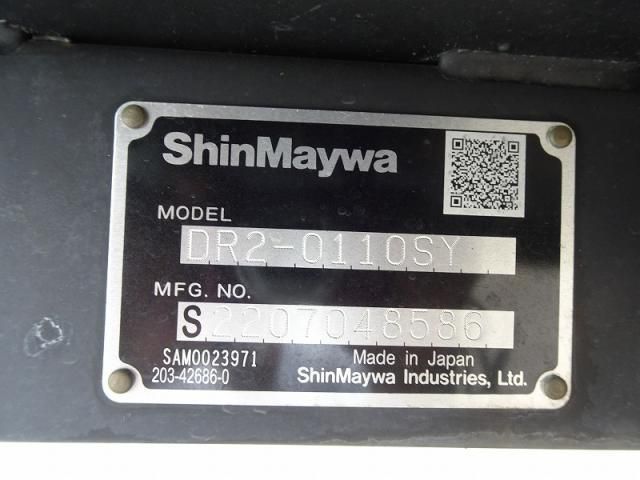 ShinMaywa
MODEL
DR2-0110SY
MFG. NO.
S2207048586
SAM0023971
Made in Japan
203-42686-0
ShinMaywa Industries, Ltd.